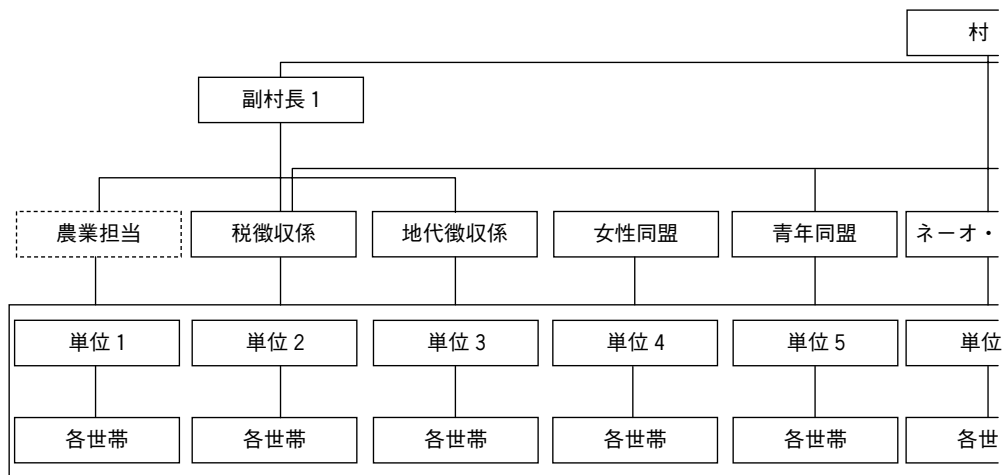 村
副村長 1
農業担当
税徴収係
地代徴収係
女性同盟
青年同盟
ネーオ・
単位 1
単位 2
単位 3
単位 4
単位 5
単位
各世帯
各世帯
各世帯
各世帯
各世帯
各世